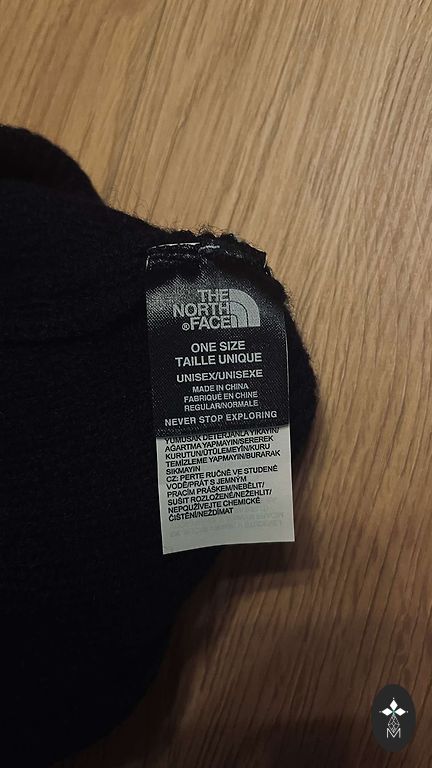 THE
NORTH
®FACE
ONE SIZE
TAILLE UNIQUE
UNISEX/UNISEXE
MADE IN CHINA
FABRIQUÉ EN CHINE
REGULAR/NORMALE
NEVER STOP EXPLORING
YUMUSAK DETERJANLA YIKAYIN/
AĞARTMA YAPMAYIN/SEREREK
KURUTUN/ÜTÜLEMEYİN/KURU
TEMİZLEME YAPMAYIN/BURARAK
SIKMAYIN
CZ: PERTE RUČNĚ VE STUDENÉ
VODĚ/PRÁT S JEMNÝM
PRACÍM PRÁŠKEM/NEBĚLIT/
SUŠIT ROZLOŽENÉ/NEŽEHLIT/
NEPOUŽÍVEJTE CHEMICKÉ
ČIŠTĚNÍ/NEŽDÍMAT
M